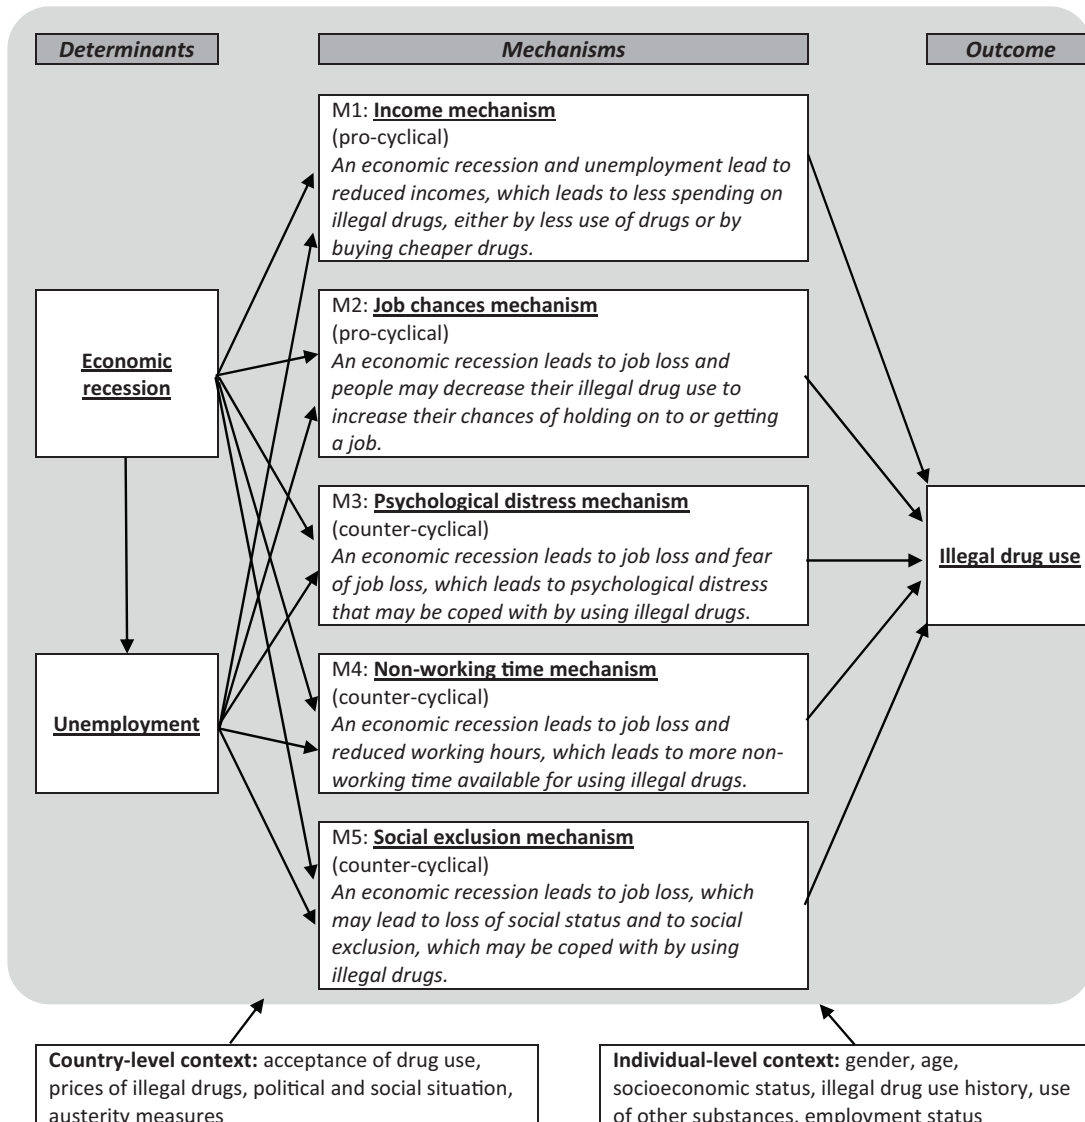 Determinants
Mechanisms
Outcome
M1: Income mechanism
(pro-cyclical)
An economic recession and unemployment lead to
reduced incomes, which leads to less spending on
illegal drugs, either by less use of drugs or by
buying cheaper drugs.
Economic
recession
M2: Job chances mechanism
(pro-cyclical)
An economic recession leads to job loss and
people may decrease their illegal drug use to
increase their chances of holding on to or getting
a job.
M3: Psychological distress mechanism
(counter-cyclical)
An economic recession leads to job loss and fear
of job loss, which leads to psychological distress
that may be coped with by using illegal drugs.
Illegal drug use
Unemployment
M4: Non-working time mechanism
(counter-cyclical)
An economic recession leads to job loss and
reduced working hours, which leads to more non-
working time available for using illegal drugs.
M5: Social exclusion mechanism
(counter-cyclical)
An economic recession leads to job loss, which
may lead to loss of social status and to social
exclusion, which may be coped with by using
illegal drugs.
Country-level context: acceptance of drug use,
prices of illegal drugs, political and social situation,
austerity measures
Individual-level context: gender, age,
socioeconomic status, illegal drug use history, use
of other substances, employment status